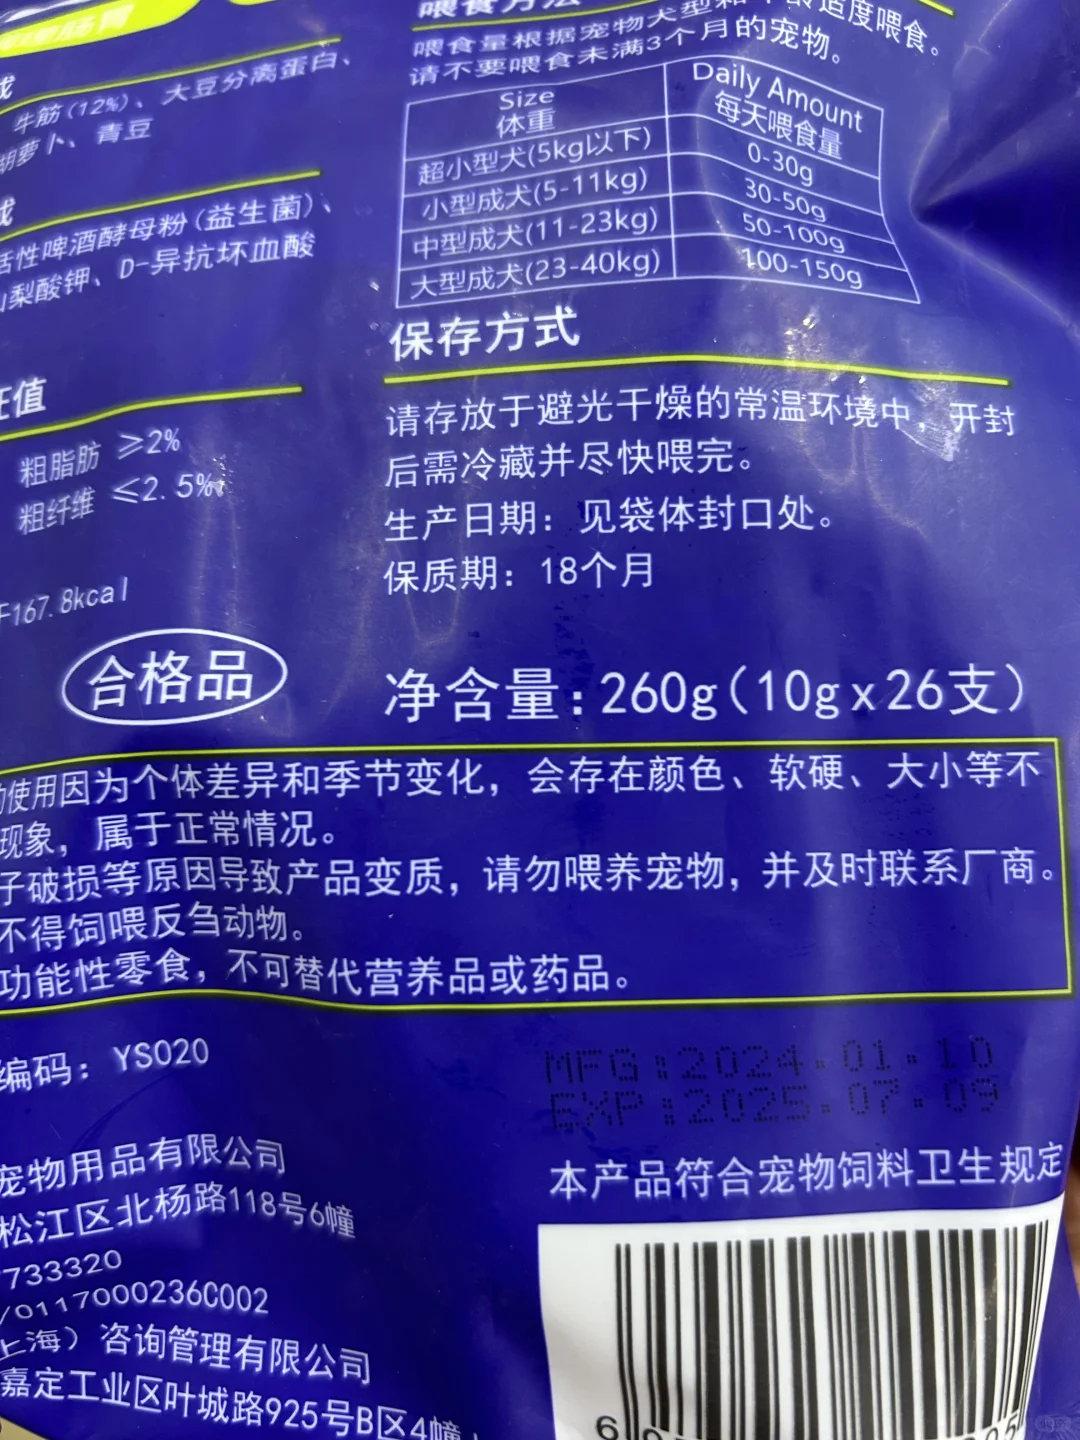 喂食方法
喂食量根据宠物犬型和年龄适度喂食。
请不要喂食未满3个月的宠物。
Size
体重
Daily Amount
每天喂食量
超小型犬(5kg以下)
0-30g
小型成犬(5-11kg)
30-50g
中型成犬(11-23kg)
50-100g
大型成犬(23-40kg)
100-150g
牛筋(12%)、大豆分离蛋白、
胡萝卜、青豆
活性啤酒酵母粉(益生菌)、
山梨酸钾、D-异抗坏血酸
证值
粗脂肪 ≥2%
粗纤维 ≤2.5%
167.8kcal
保存方式
请存放于避光干燥的常温环境中，开封
后需冷藏并尽快喂完。
生产日期：见袋体封口处。
保质期：18个月
合格品
净含量:260g(10gx26支)
使用因为个体差异和季节变化，会存在颜色、软硬、大小等不
现象，属于正常情况。
子破损等原因导致产品变质，请勿喂养宠物，并及时联系厂商。
不得饲喂反刍动物。
功能性零食，不可替代营养品或药品。
编码：YS020
MFG:2024.01.10
EXP:2025.07.09
宠物用品有限公司
松江区北杨路118号6幢
733320
/01170002360C002
上海）咨询管理有限公司
嘉定工业区叶城路925号B区4幢
本产品符合宠物饲料卫生规定
6